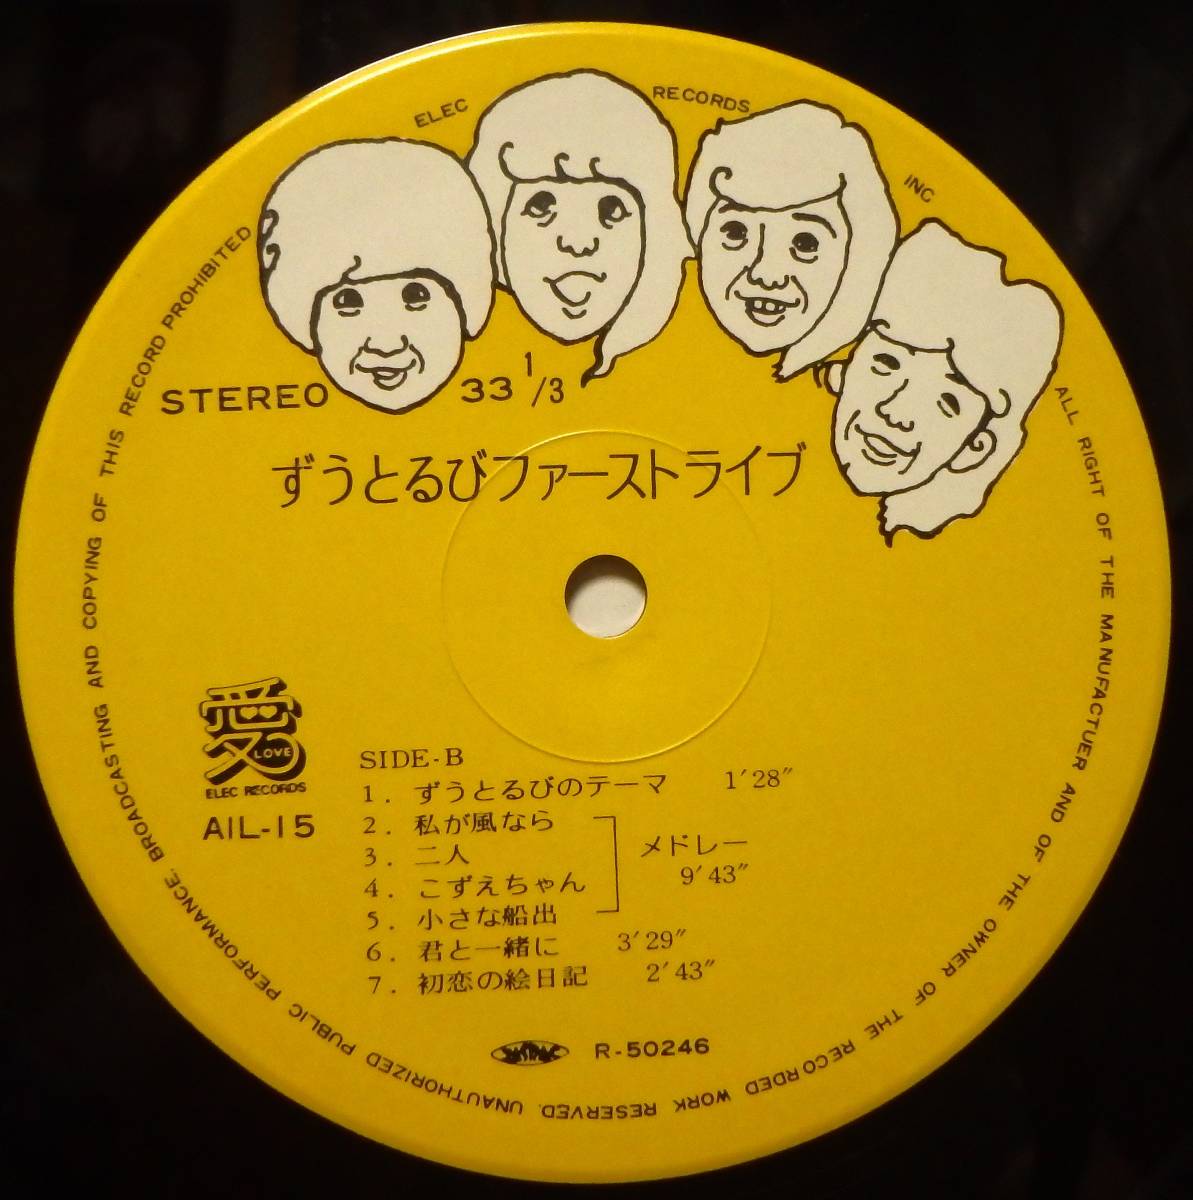 ELEC RECORDS INC
ALL RIGHT OF THE MANUFACTUER AND OF THE OWNER OF THE RECORDED WORK RESERVED. UNAUTHORIZED PUBLIC PERFORMANCE. BROADCASTING AND COPYING OF THIS RECORD PROHIBITED
STEREO 33 1/3
ずうとるびファーストライブ
愛
LOVE
ELEC RECORDS
AIL-15
SIDE-B
1. ずうとるびのテーマ 1'28"
2. 私が風なら
3. 二人
4. こずえちゃん
5. 小さな船出
メドレー
9'43"
6. 君と一緒に 3'29"
7. 初恋の絵日記 2'43"
JASRAC R-50246